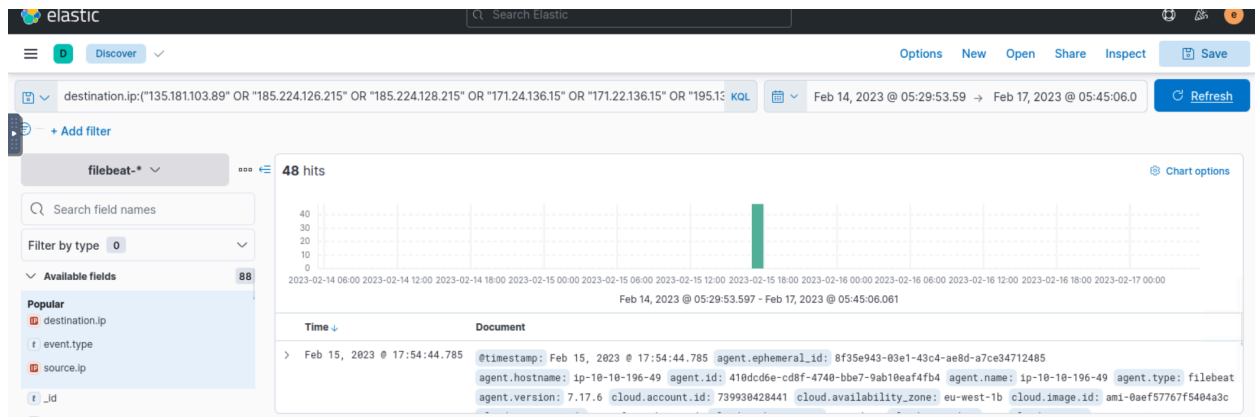 elastic
Search Elastic
e
D Discover
Options New Open Share Inspect Save
destination.ip:("135.181.103.89" OR "185.224.126.215" OR "185.224.128.215" OR "171.24.136.15" OR "171.22.136.15" OR "195.13 KQL
Feb 14, 2023 @ 05:29:53.59 → Feb 17, 2023 @ 05:45:06.0
Refresh
+ Add filter
filebeat-*
48 hits
Chart options
Search field names
Filter by type 0
Available fields 88
Popular
destination.ip
t event.type
source.ip
t _id
40
30
20
10
0
2023-02-14 06:00 2023-02-14 12:00 2023-02-14 18:00 2023-02-15 00:00 2023-02-15 06:00 2023-02-15 12:00 2023-02-15 18:00 2023-02-16 00:00 2023-02-16 06:00 2023-02-16 12:00 2023-02-16 18:00 2023-02-17 00:00
Feb 14, 2023 @ 05:29:53.597 - Feb 17, 2023 @ 05:45:06.061
Time Document
Feb 15, 2023 @ 17:54:44.785 @timestamp: Feb 15, 2023 @ 17:54:44.785 agent.ephemeral_id: 8f35e943-03e1-43c4-ae8d-a7ce34712485
agent.hostname: ip-10-10-196-49 agent.id: 410dcd6e-cd8f-4740-bbe7-9ab10eaf4fb4 agent.name: ip-10-10-196-49 agent.type: filebeat
agent.version: 7.17.6 cloud.account.id: 739930428441 cloud.availability_zone: eu-west-1b cloud.image.id: ami-0aef57767f5404a3c